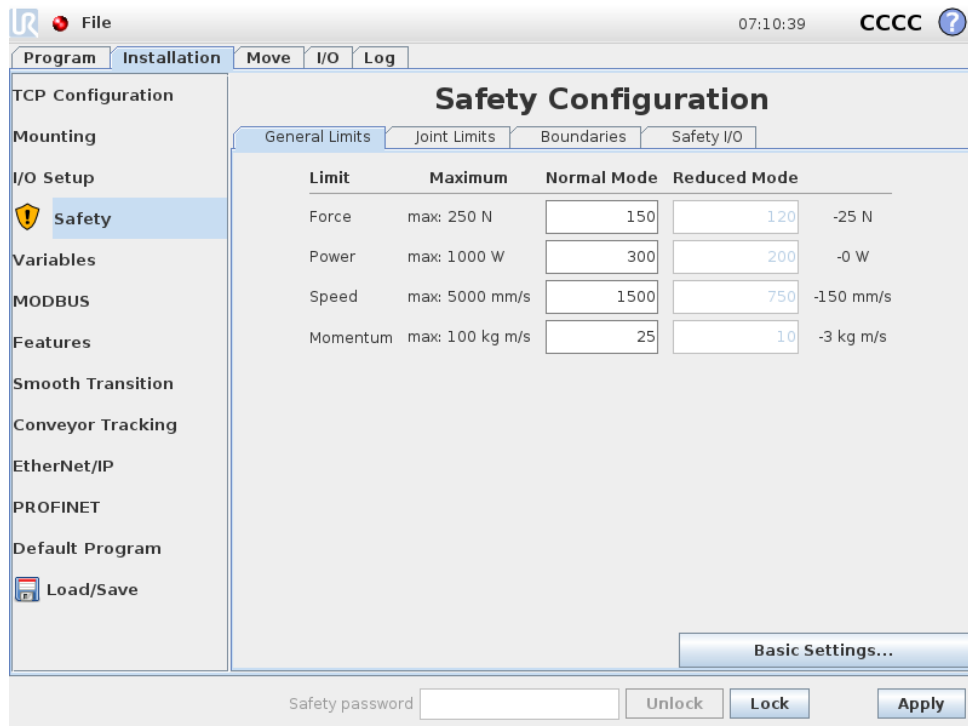 UR File 07:10:39 CCCC ?
Program Installation Move I/O Log
TCP Configuration
Mounting
I/O Setup
! Safety
Variables
MODBUS
Features
Smooth Transition
Conveyor Tracking
EtherNet/IP
PROFINET
Default Program
Load/Save
Safety Configuration
General Limits Joint Limits Boundaries Safety I/O
Limit Maximum Normal Mode Reduced Mode
Force max: 250 N 150 120 -25 N
Power max: 1000 W 300 200 -0 W
Speed max: 5000 mm/s 1500 750 -150 mm/s
Momentum max: 100 kg m/s 25 10 -3 kg m/s
Basic Settings...
Safety password Unlock Lock Apply